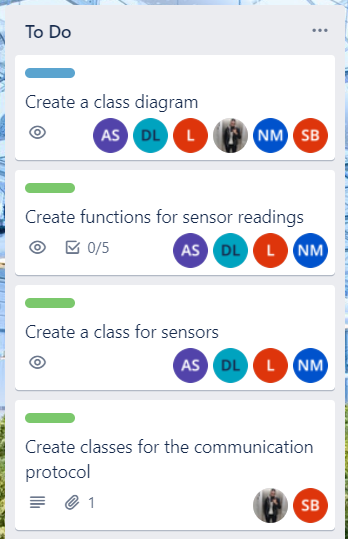 To Do
Create a class diagram
AS DL L NM SB
Create functions for sensor readings
0/5 AS DL L NM
Create a class for sensors
AS DL L NM
Create classes for the communication
protocol
1 SB